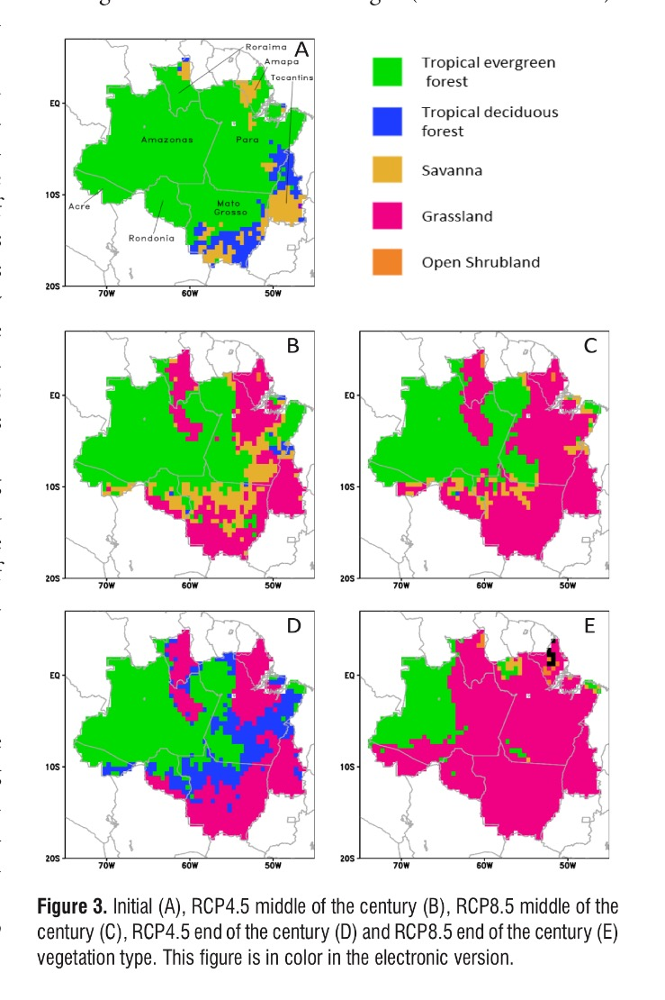 A
Roraima
Amapa
Tocantins
EQ
Amazonas
Para
10S
Acre
Mato
Grosso
Rondonia
20S
70W 60W 50W
Tropical evergreen
forest
Tropical deciduous
forest
Savanna
Grassland
Open Shrubland
B
EQ
10S
20S
70W 60W 50W
C
EQ
10S
20S
70W 60W 50W
D
EQ
10S
20S
70W 60W 50W
E
EQ
10S
20S
70W 60W 50W
Figure 3. Initial (A), RCP4.5 middle of the century (B), RCP8.5 middle of the
century (C), RCP4.5 end of the century (D) and RCP8.5 end of the century (E)
vegetation type. This figure is in color in the electronic version.